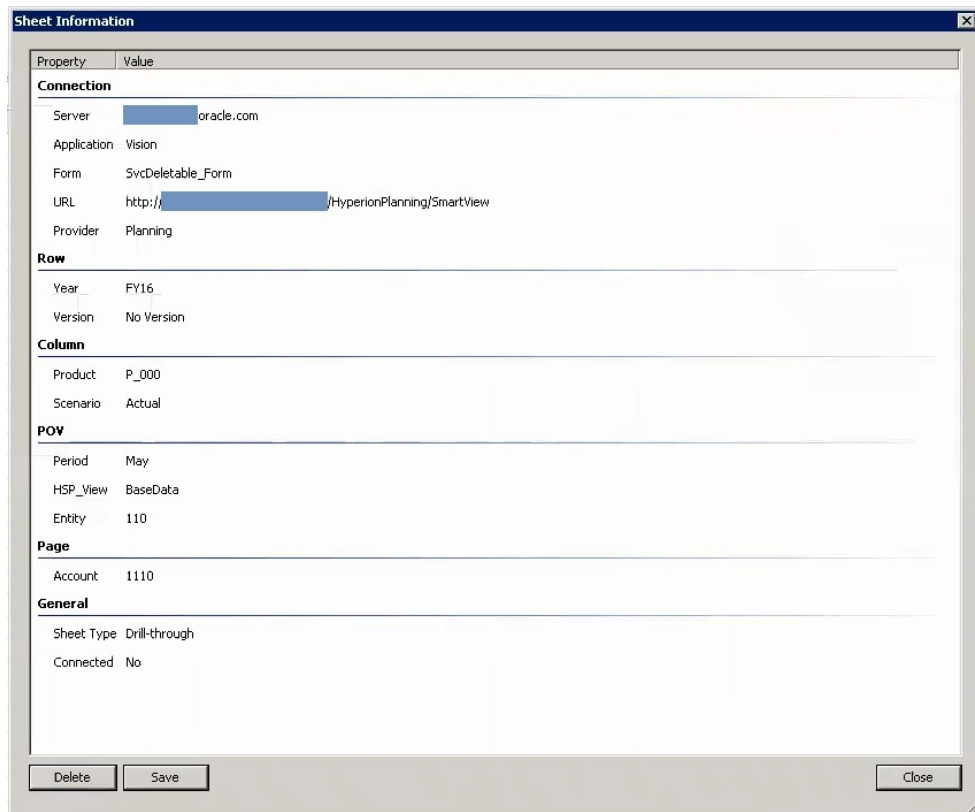 Sheet Information
Property Value
Connection
Server oracle.com
Application Vision
Form SvcDeletable_Form
URL http:/ /HyperionPlanning/SmartView
Provider Planning
Row
Year FY16
Version No Version
Column
Product P_000
Scenario Actual
POV
Period May
HSP_View BaseData
Entity 110
Page
Account 1110
General
Sheet Type Drill-through
Connected No
Delete Save Close